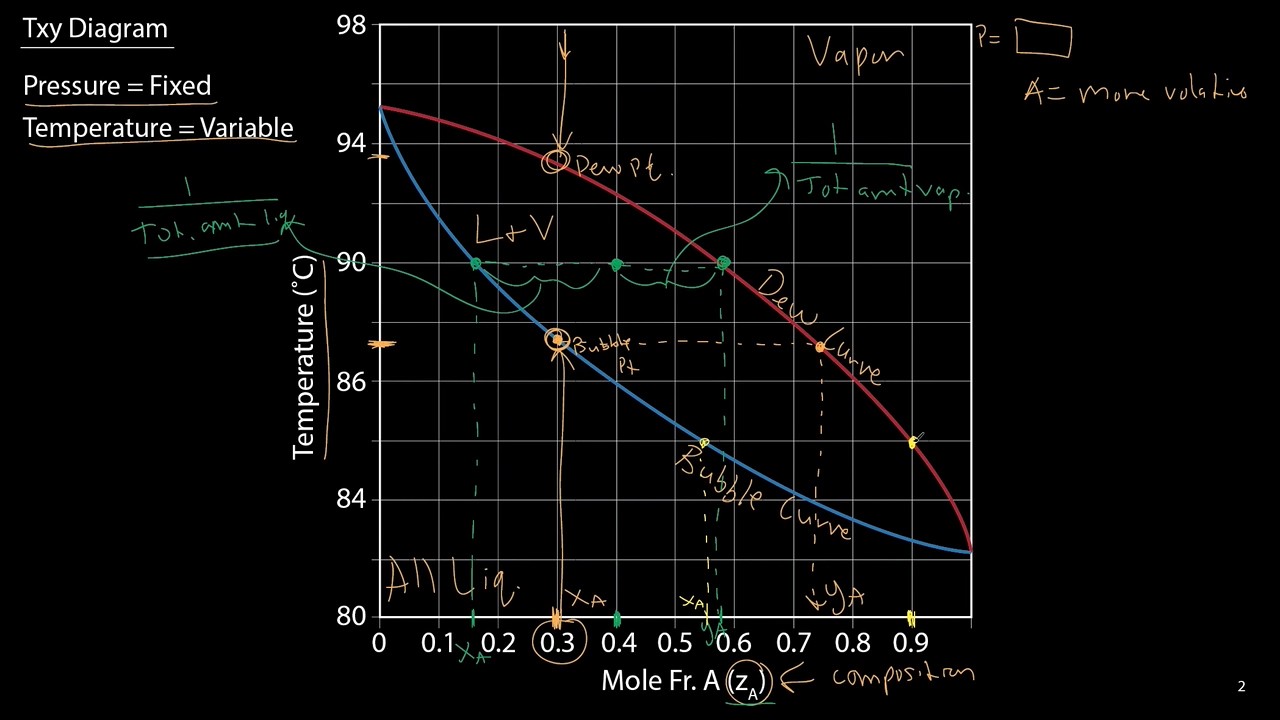 Txy Diagram
Pressure = Fixed
Temperature = Variable
98
94
90
86
84
80
Temperature (°C)
0 0.1 0.2 0.3 0.4 0.5 0.6 0.7 0.8 0.9
Mole Fr. A (zA) ← composition
P =
A = more volatile
Vapor
Dew Pt.
1
Tot amt vap.
1
Tot. amt liq
L + V
Bubble
Pt
Dew Curve
Bubble Curve
All Liq.
xA
xA
yA
yA
xA
2